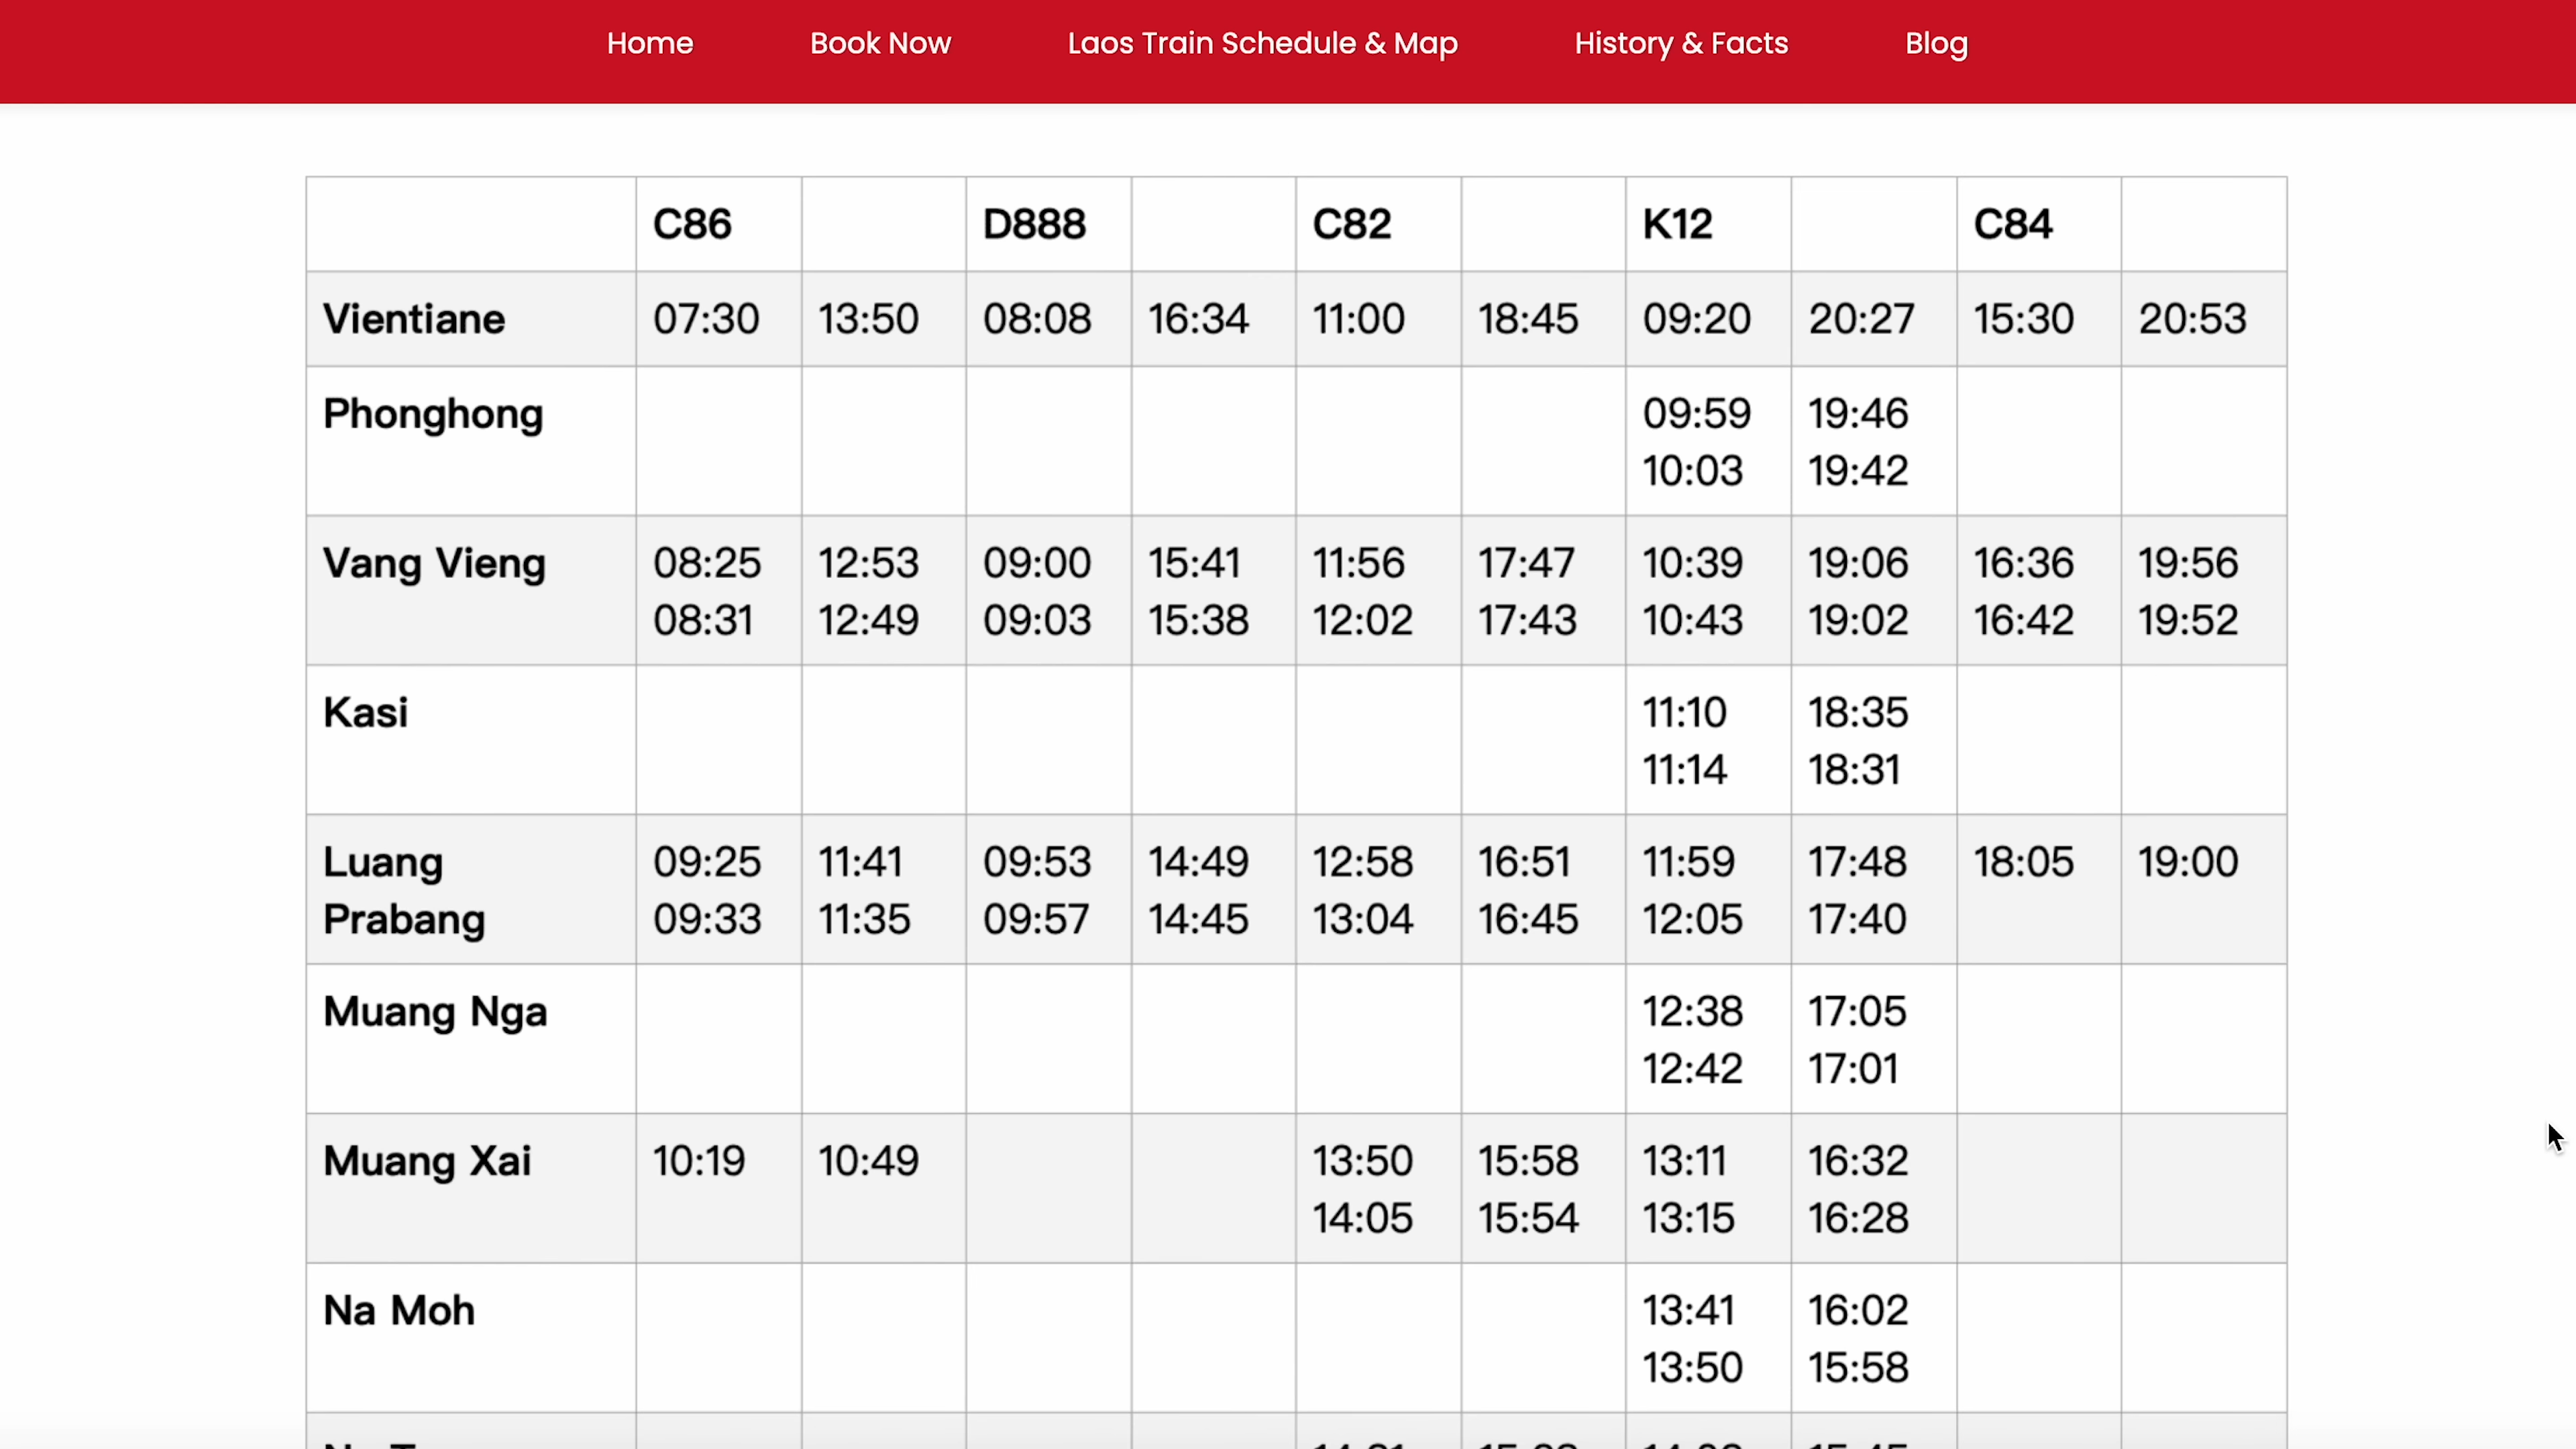 Home Book Now Laos Train Schedule & Map History & Facts Blog
C86 D888 C82 K12 C84
Vientiane 07:30 13:50 08:08 16:34 11:00 18:45 09:20 20:27 15:30 20:53
Phonghong 09:59 19:46
10:03 19:42
Vang Vieng 08:25 12:53 09:00 15:41 11:56 17:47 10:39 19:06 16:36 19:56
08:31 12:49 09:03 15:38 12:02 17:43 10:43 19:02 16:42 19:52
Kasi 11:10 18:35
11:14 18:31
Luang 09:25 11:41 09:53 14:49 12:58 16:51 11:59 17:48 18:05 19:00
Prabang 09:33 11:35 09:57 14:45 13:04 16:45 12:05 17:40
Muang Nga 12:38 17:05
12:42 17:01
Muang Xai 10:19 10:49 13:50 15:58 13:11 16:32
14:05 15:54 13:15 16:28
Na Moh 13:41 16:02
13:50 15:58